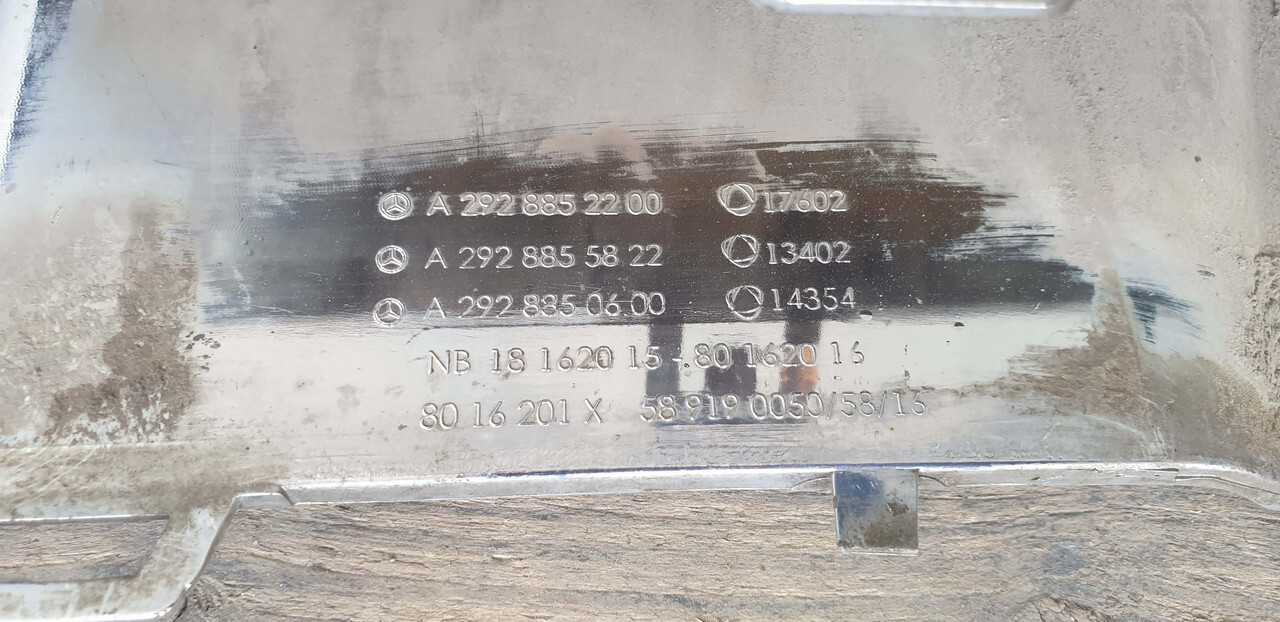 A 292 885 22 00 17602
A 292 885 58 22 13402
A 292 885 06 00 14354
NB 18 1620 15 - 80 1620 16
80 16 201 X 58 919 0050/58/16